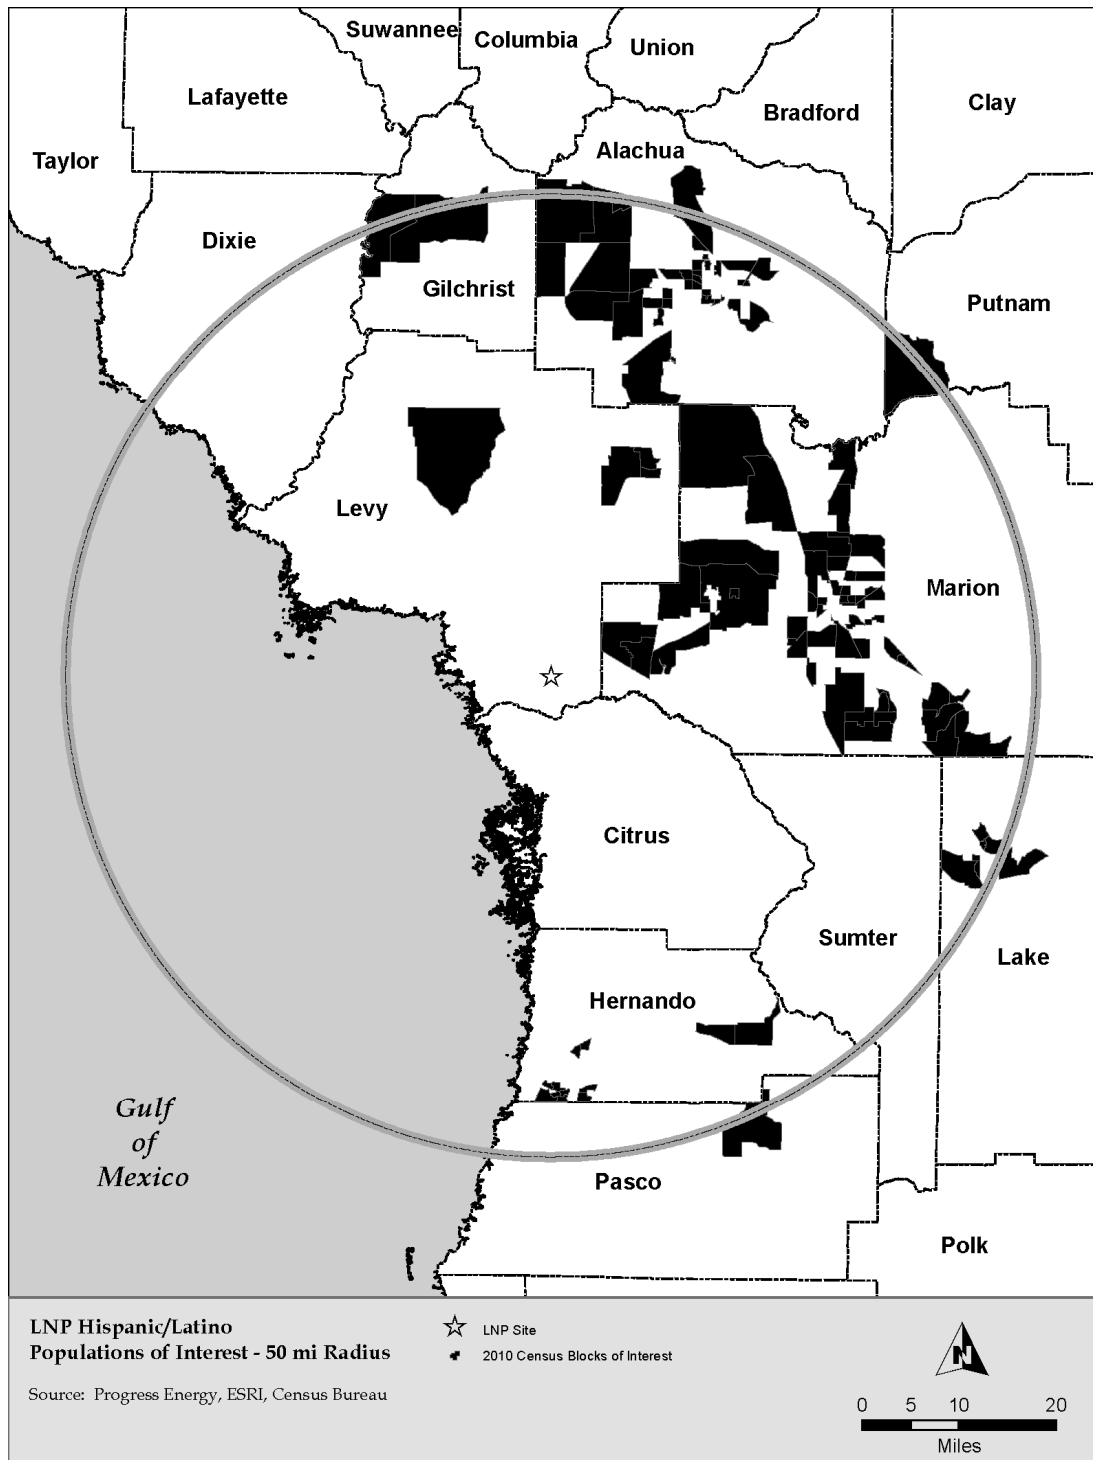 Suwannee
Columbia
Union
Lafayette
Bradford
Clay
Taylor
Alachua
Dixie
Gilchrist
Putnam
Levy
Marion
Citrus
Sumter
Lake
Hernando
Gulf
of
Mexico
Pasco
Polk
LNP Hispanic/Latino
Populations of Interest - 50 mi Radius
Source: Progress Energy, ESRI, Census Bureau
LNP Site
2010 Census Blocks of Interest
N
0 5 10 20
Miles